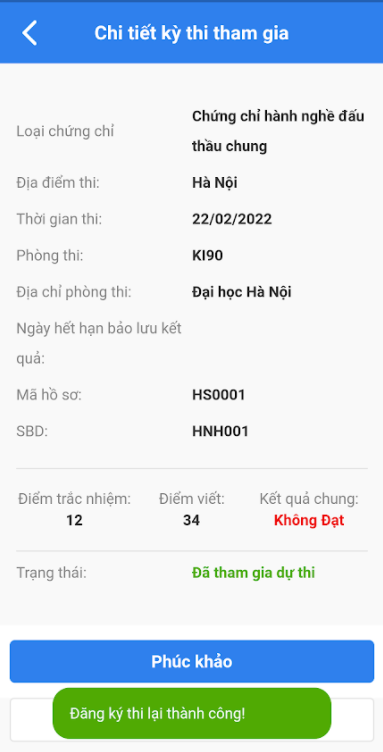 Chi tiết kỳ thi tham gia
Loại chứng chỉ
Chứng chỉ hành nghề đấu
thầu chung
Địa điểm thi:
Hà Nội
Thời gian thi:
22/02/2022
Phòng thi:
KI90
Địa chỉ phòng thi:
Đại học Hà Nội
Ngày hết hạn bảo lưu kết
quả:
Mã hồ sơ:
HS0001
SBD:
HNH001
Điểm trắc nhiệm:
12
Điểm viết:
34
Kết quả chung:
Không Đạt
Trạng thái:
Đã tham gia dự thi
Phúc khảo
Đăng ký thi lại thành công!